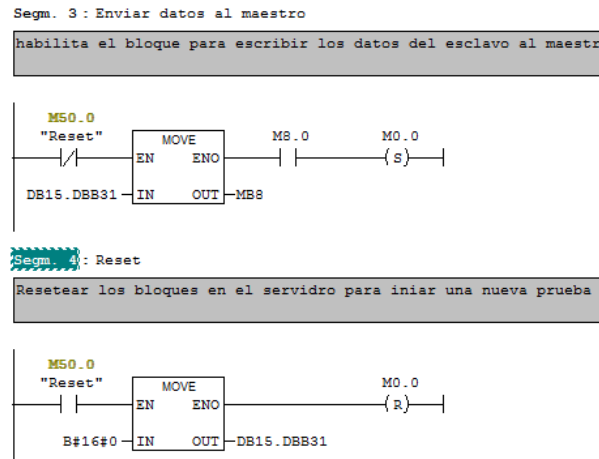 Segm. 3 : Enviar datos al maestro
habilita el bloque para escribir los datos del esclavo al maestr
M50.0
"Reset" MOVE M8.0 M0.0
EN ENO S
DB15.DBB31 IN OUT MB8
Segm. 4 : Reset
Resetear los bloques en el servidro para iniar una nueva prueba
M50.0
"Reset" MOVE M0.0
EN ENO R
B#16#0 IN OUT DB15.DBB31